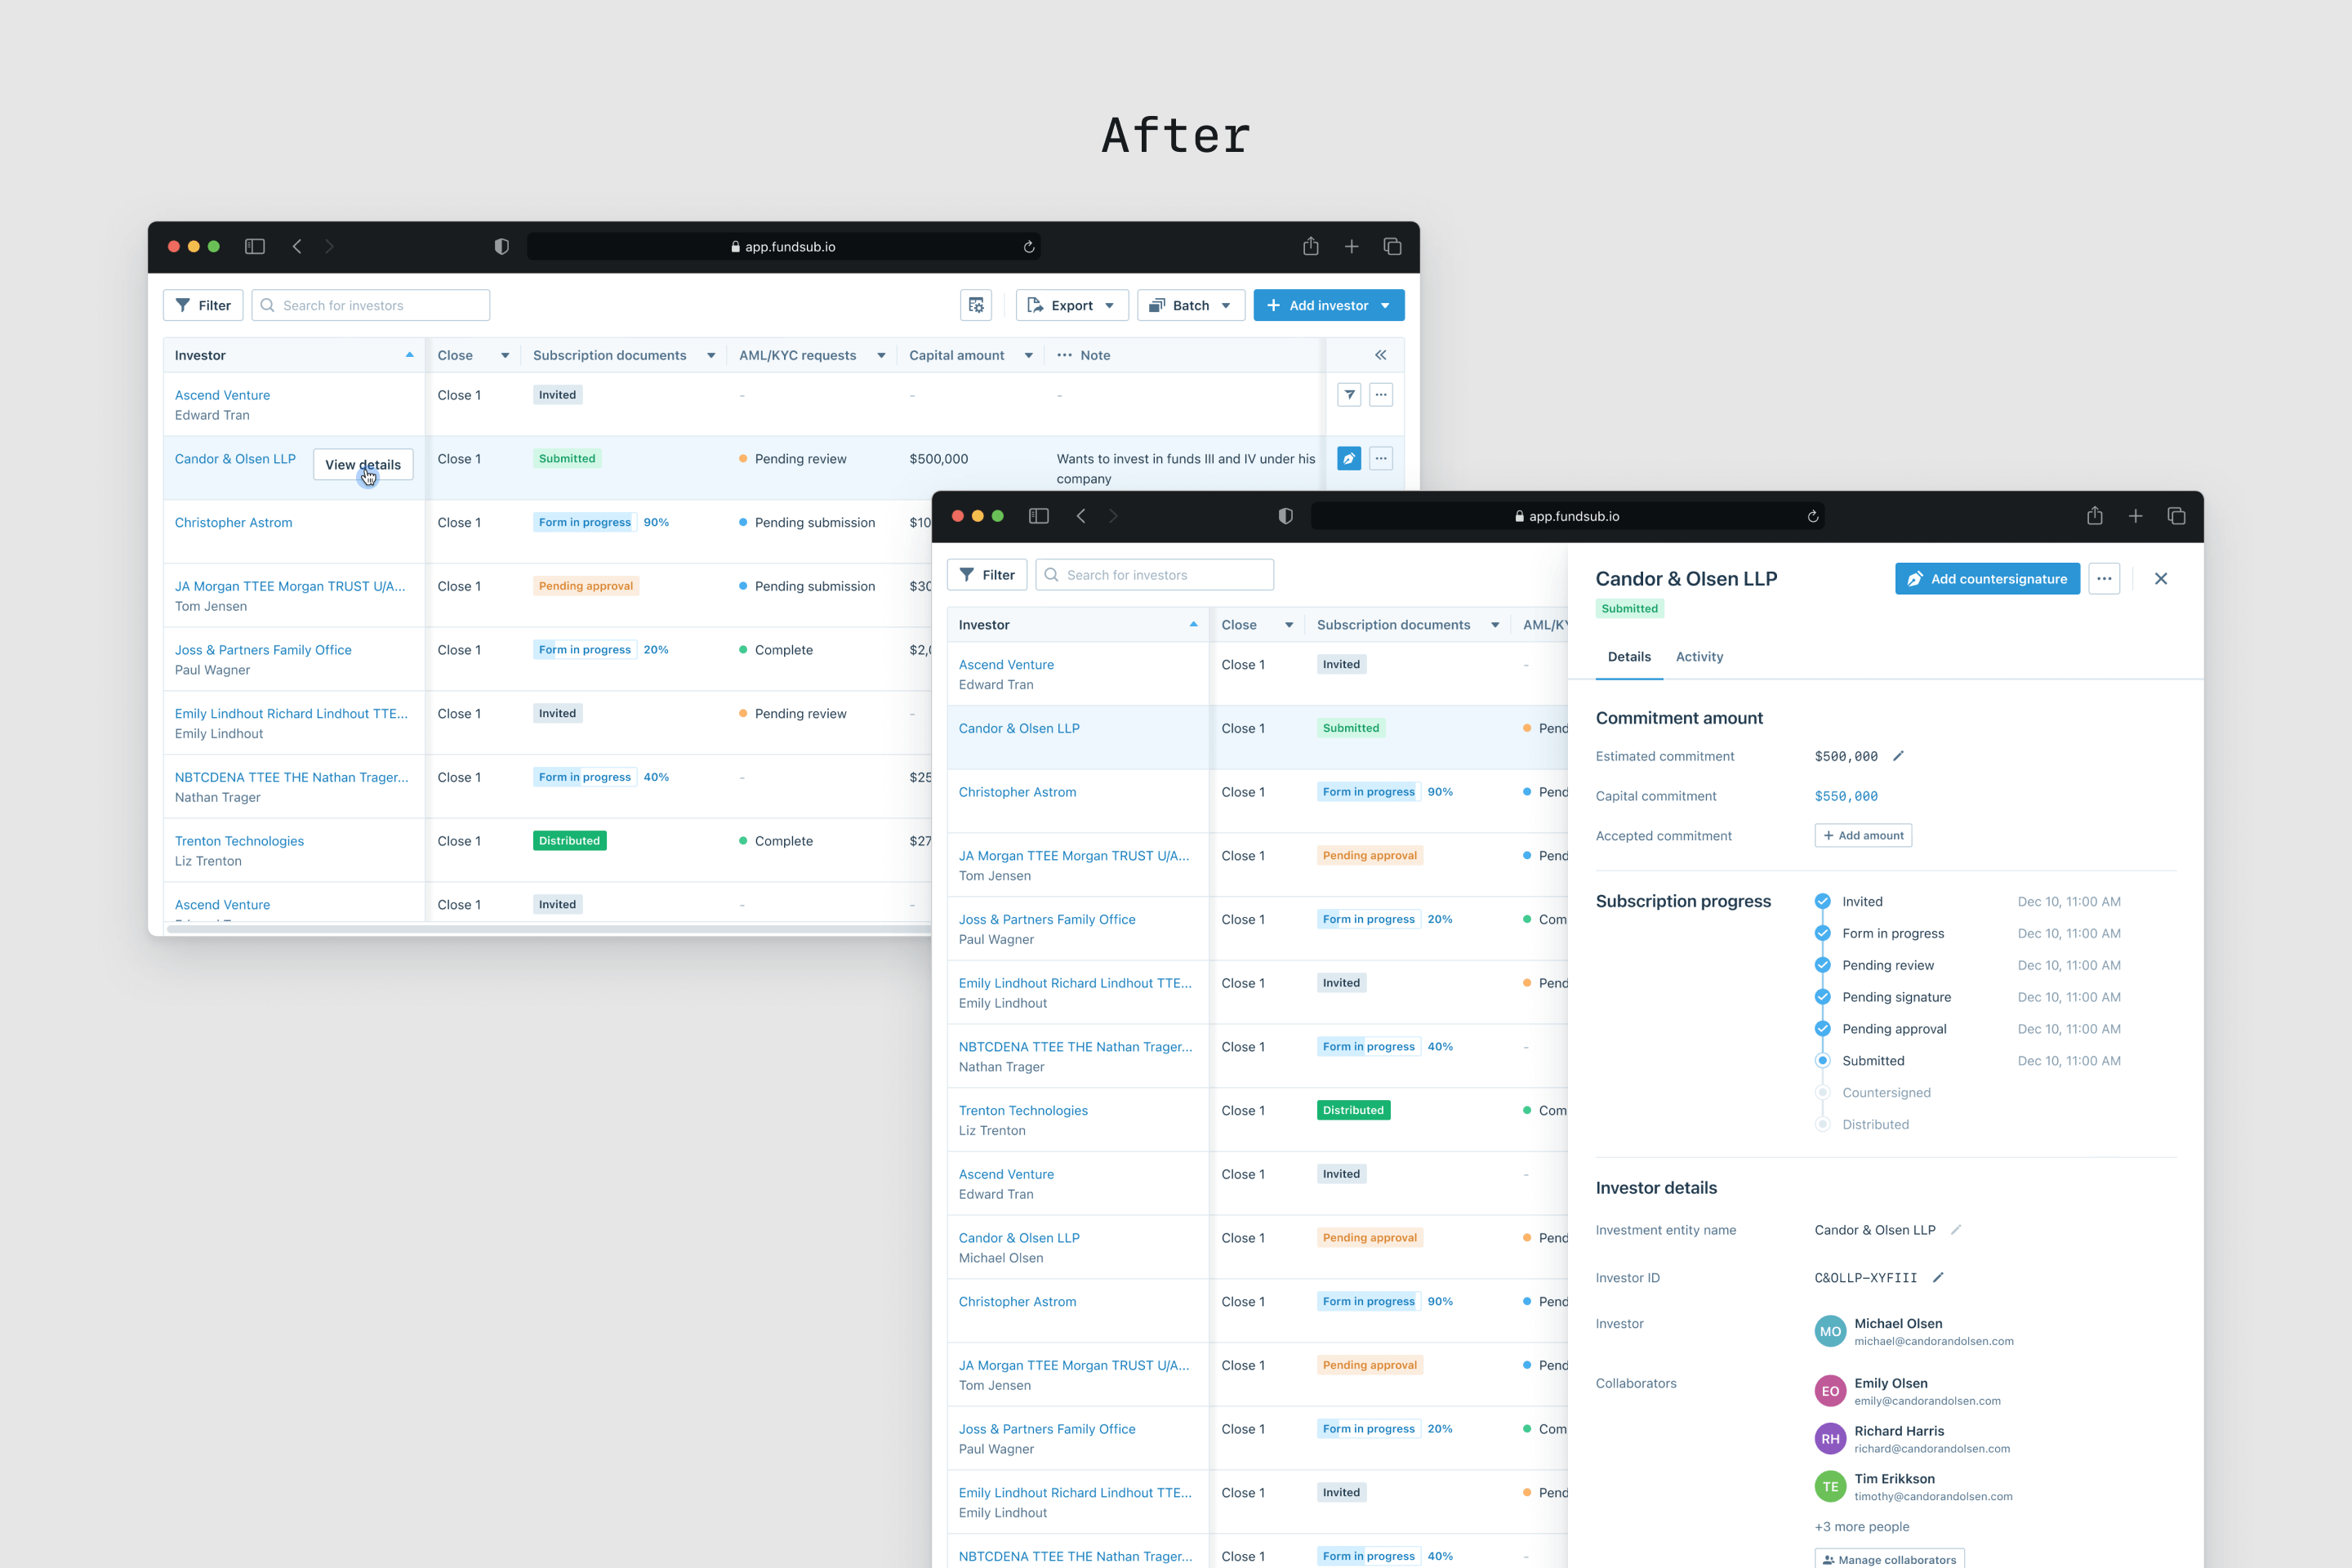 After
app.fundsub.io
Filter
Search for investors
Export
Batch
Add investor
Investor
Close
Subscription documents
AML/KYC requests
Capital amount
Note
Ascend Venture
Edward Tran
Close 1
Invited
-
-
-
Candor & Olsen LLP
View details
Close 1
Submitted
Pending review
$500,000
Wants to invest in funds III and IV under his
company
Christopher Astrom
Close 1
Form in progress
90%
Pending submission
$10
JA Morgan TTEE Morgan TRUST U/A...
Tom Jensen
Close 1
Pending approval
Pending submission
$30
Joss & Partners Family Office
Paul Wagner
Close 1
Form in progress
20%
Complete
$2,0
Emily Lindhout Richard Lindhout TTE...
Emily Lindhout
Close 1
Invited
Pending review
-
NBTCDENA TTEE THE Nathan Trager...
Nathan Trager
Close 1
Form in progress
40%
-
$25
Trenton Technologies
Liz Trenton
Close 1
Distributed
Complete
$27
Ascend Venture
Close 1
Invited
-
-
app.fundsub.io
Filter
Search for investors
Investor
Close
Subscription documents
AML/KY
Ascend Venture
Edward Tran
Close 1
Invited
-
Candor & Olsen LLP
Close 1
Submitted
Pend
Christopher Astrom
Close 1
Form in progress
90%
Pend
JA Morgan TTEE Morgan TRUST U/A...
Tom Jensen
Close 1
Pending approval
Pend
Joss & Partners Family Office
Paul Wagner
Close 1
Form in progress
20%
Com
Emily Lindhout Richard Lindhout TTE...
Emily Lindhout
Close 1
Invited
Pend
NBTCDENA TTEE THE Nathan Trager...
Nathan Trager
Close 1
Form in progress
40%
-
Trenton Technologies
Liz Trenton
Close 1
Distributed
Com
Ascend Venture
Edward Tran
Close 1
Invited
-
Candor & Olsen LLP
Michael Olsen
Close 1
Pending approval
Pend
Christopher Astrom
Close 1
Form in progress
90%
Pend
JA Morgan TTEE Morgan TRUST U/A...
Tom Jensen
Close 1
Pending approval
Pend
Joss & Partners Family Office
Paul Wagner
Close 1
Form in progress
20%
Com
Emily Lindhout Richard Lindhout TTE...
Emily Lindhout
Close 1
Invited
Pend
NBTCDENA TTEE THE Nathan Trager...
Close 1
Form in progress
40%
-
Candor & Olsen LLP
Add countersignature
Submitted
Details
Activity
Commitment amount
Estimated commitment
$500,000
Capital commitment
$550,000
Accepted commitment
+ Add amount
Subscription progress
Invited
Dec 10, 11:00 AM
Form in progress
Dec 10, 11:00 AM
Pending review
Dec 10, 11:00 AM
Pending signature
Dec 10, 11:00 AM
Pending approval
Dec 10, 11:00 AM
Submitted
Dec 10, 11:00 AM
Countersigned
Distributed
Investor details
Investment entity name
Candor & Olsen LLP
Investor ID
C&OLLP-XYFIII
Investor
MO
Michael Olsen
michael@candorandolsen.com
Collaborators
EO
Emily Olsen
emily@candorandolsen.com
RH
Richard Harris
richard@candorandolsen.com
TE
Tim Erikkson
timothy@candorandolsen.com
+3 more people
Manage collaborators